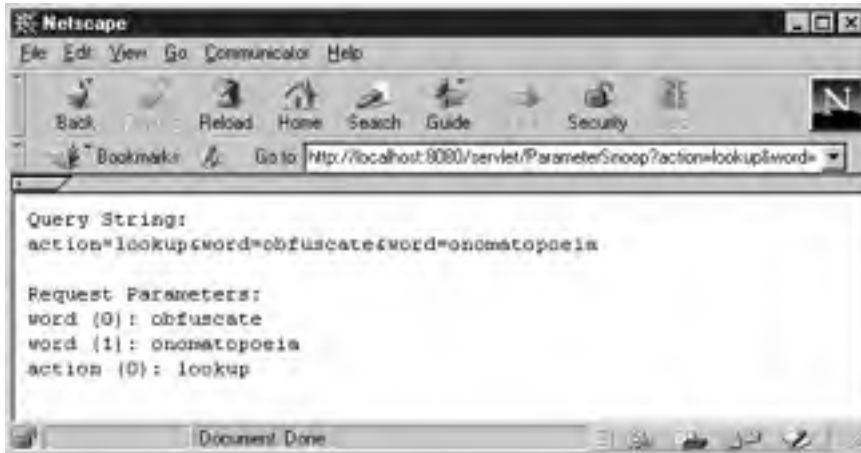 Netscape
File Edit View Go Communicator Help
Back Reload Home Search Guide Security
N
Bookmarks Go to: http://localhost:8080/servlet/ParameterSnoop?action=lookup&word=
Query String:
action=lookup&word=obfuscate&word=onomatopoeia
Request Parameters:
word (0): obfuscate
word (1): onomatopoeia
action (0): lookup
Document: Done